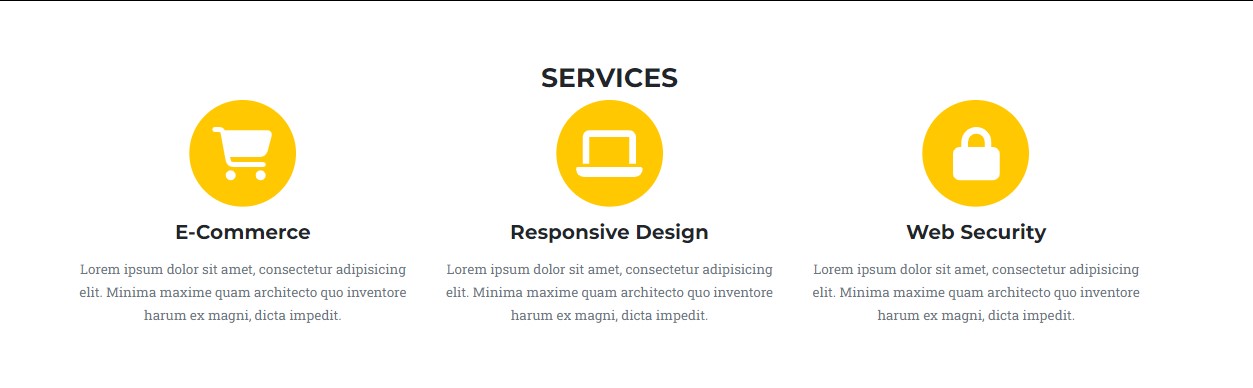 SERVICES
E-Commerce
Lorem ipsum dolor sit amet, consectetur adipisicing
elit. Minima maxime quam architecto quo inventore
harum ex magni, dicta impedit.
Responsive Design
Lorem ipsum dolor sit amet, consectetur adipisicing
elit. Minima maxime quam architecto quo inventore
harum ex magni, dicta impedit.
Web Security
Lorem ipsum dolor sit amet, consectetur adipisicing
elit. Minima maxime quam architecto quo inventore
harum ex magni, dicta impedit.